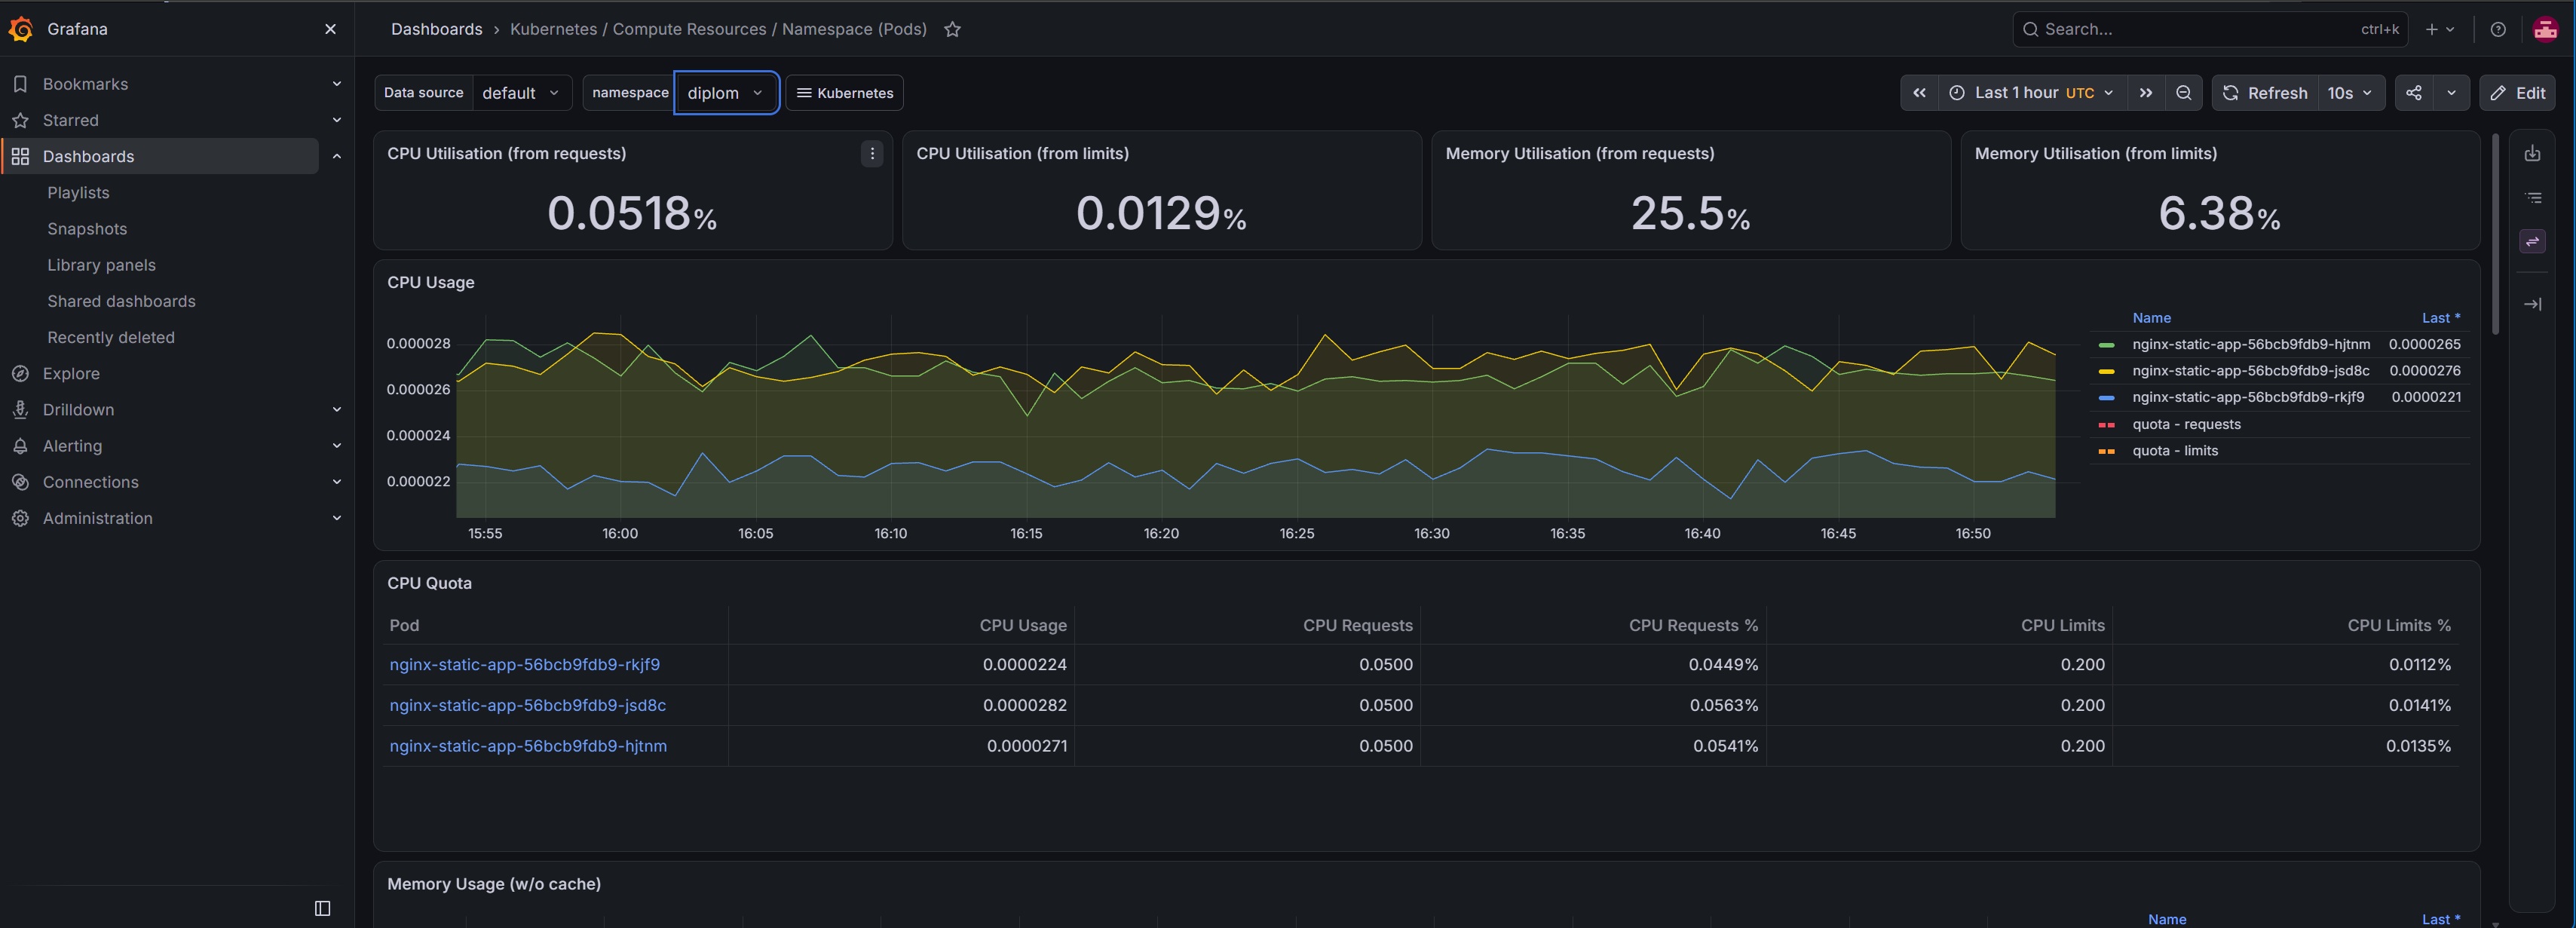 Grafana
Dashboards › Kubernetes / Compute Resources / Namespace (Pods)
Search...
ctrl+k
Bookmarks
Starred
Dashboards
Playlists
Snapshots
Library panels
Shared dashboards
Recently deleted
Explore
Drilldown
Alerting
Connections
Administration
Data source default
namespace diplom
Kubernetes
Last 1 hour UTC
Refresh 10s
Edit
CPU Utilisation (from requests)
0.0518%
CPU Utilisation (from limits)
0.0129%
Memory Utilisation (from requests)
25.5%
Memory Utilisation (from limits)
6.38%
CPU Usage
0.000028
0.000026
0.000024
0.000022
15:55 16:00 16:05 16:10 16:15 16:20 16:25 16:30 16:35 16:40 16:45 16:50
Name Last *
nginx-static-app-56bcb9fdb9-hjtnm 0.0000265
nginx-static-app-56bcb9fdb9-jsd8c 0.0000276
nginx-static-app-56bcb9fdb9-rkjf9 0.0000221
quota - requests
quota - limits
CPU Quota
Pod CPU Usage CPU Requests CPU Requests % CPU Limits CPU Limits %
nginx-static-app-56bcb9fdb9-rkjf9 0.0000224 0.0500 0.0449% 0.200 0.0112%
nginx-static-app-56bcb9fdb9-jsd8c 0.0000282 0.0500 0.0563% 0.200 0.0141%
nginx-static-app-56bcb9fdb9-hjtnm 0.0000271 0.0500 0.0541% 0.200 0.0135%
Memory Usage (w/o cache)
Name Last *